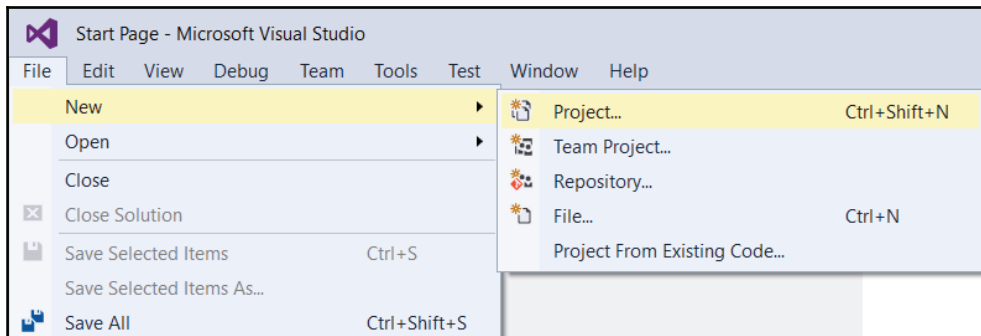 Start Page - Microsoft Visual Studio
File Edit View Debug Team Tools Test Window Help
New
Open
Close
Close Solution
Save Selected Items Ctrl+S
Save Selected Items As...
Save All Ctrl+Shift+S
Project... Ctrl+Shift+N
Team Project...
Repository...
File... Ctrl+N
Project From Existing Code...